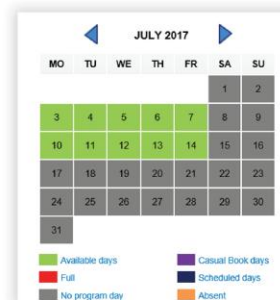 JULY 2017
MO TU WE TH FR SA SU
1 2
3 4 5 6 7 8 9
10 11 12 13 14 15 16
17 18 19 20 21 22 23
24 25 26 27 28 29 30
31
Available days Casual Book days
Full Scheduled days
No program day Absent